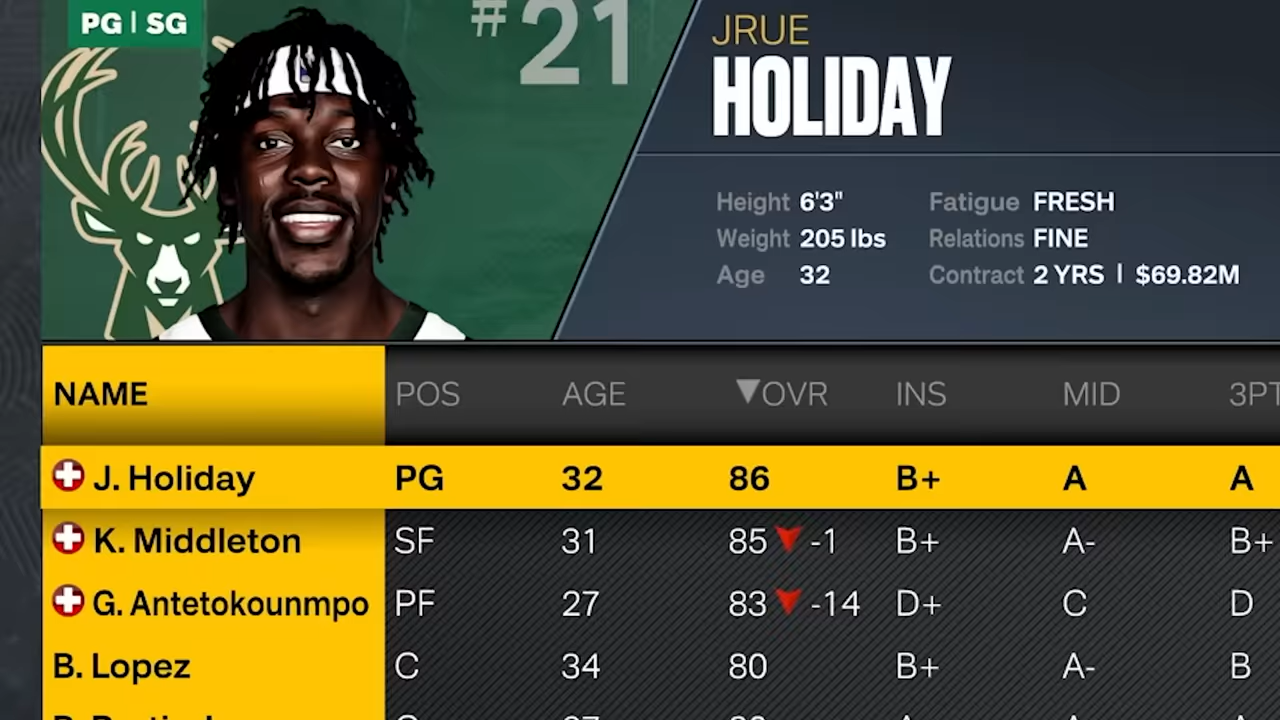 PG | SG
#21
JRUE
HOLIDAY
Height 6'3" Fatigue FRESH
Weight 205 lbs Relations FINE
Age 32 Contract 2 YRS | $69.82M
NAME POS AGE ▼OVR INS MID 3PT
J. Holiday PG 32 86 B+ A A
K. Middleton SF 31 85 -1 B+ A- B+
G. Antetokounmpo PF 27 83 -14 D+ C D
B. Lopez C 34 80 B+ A- B